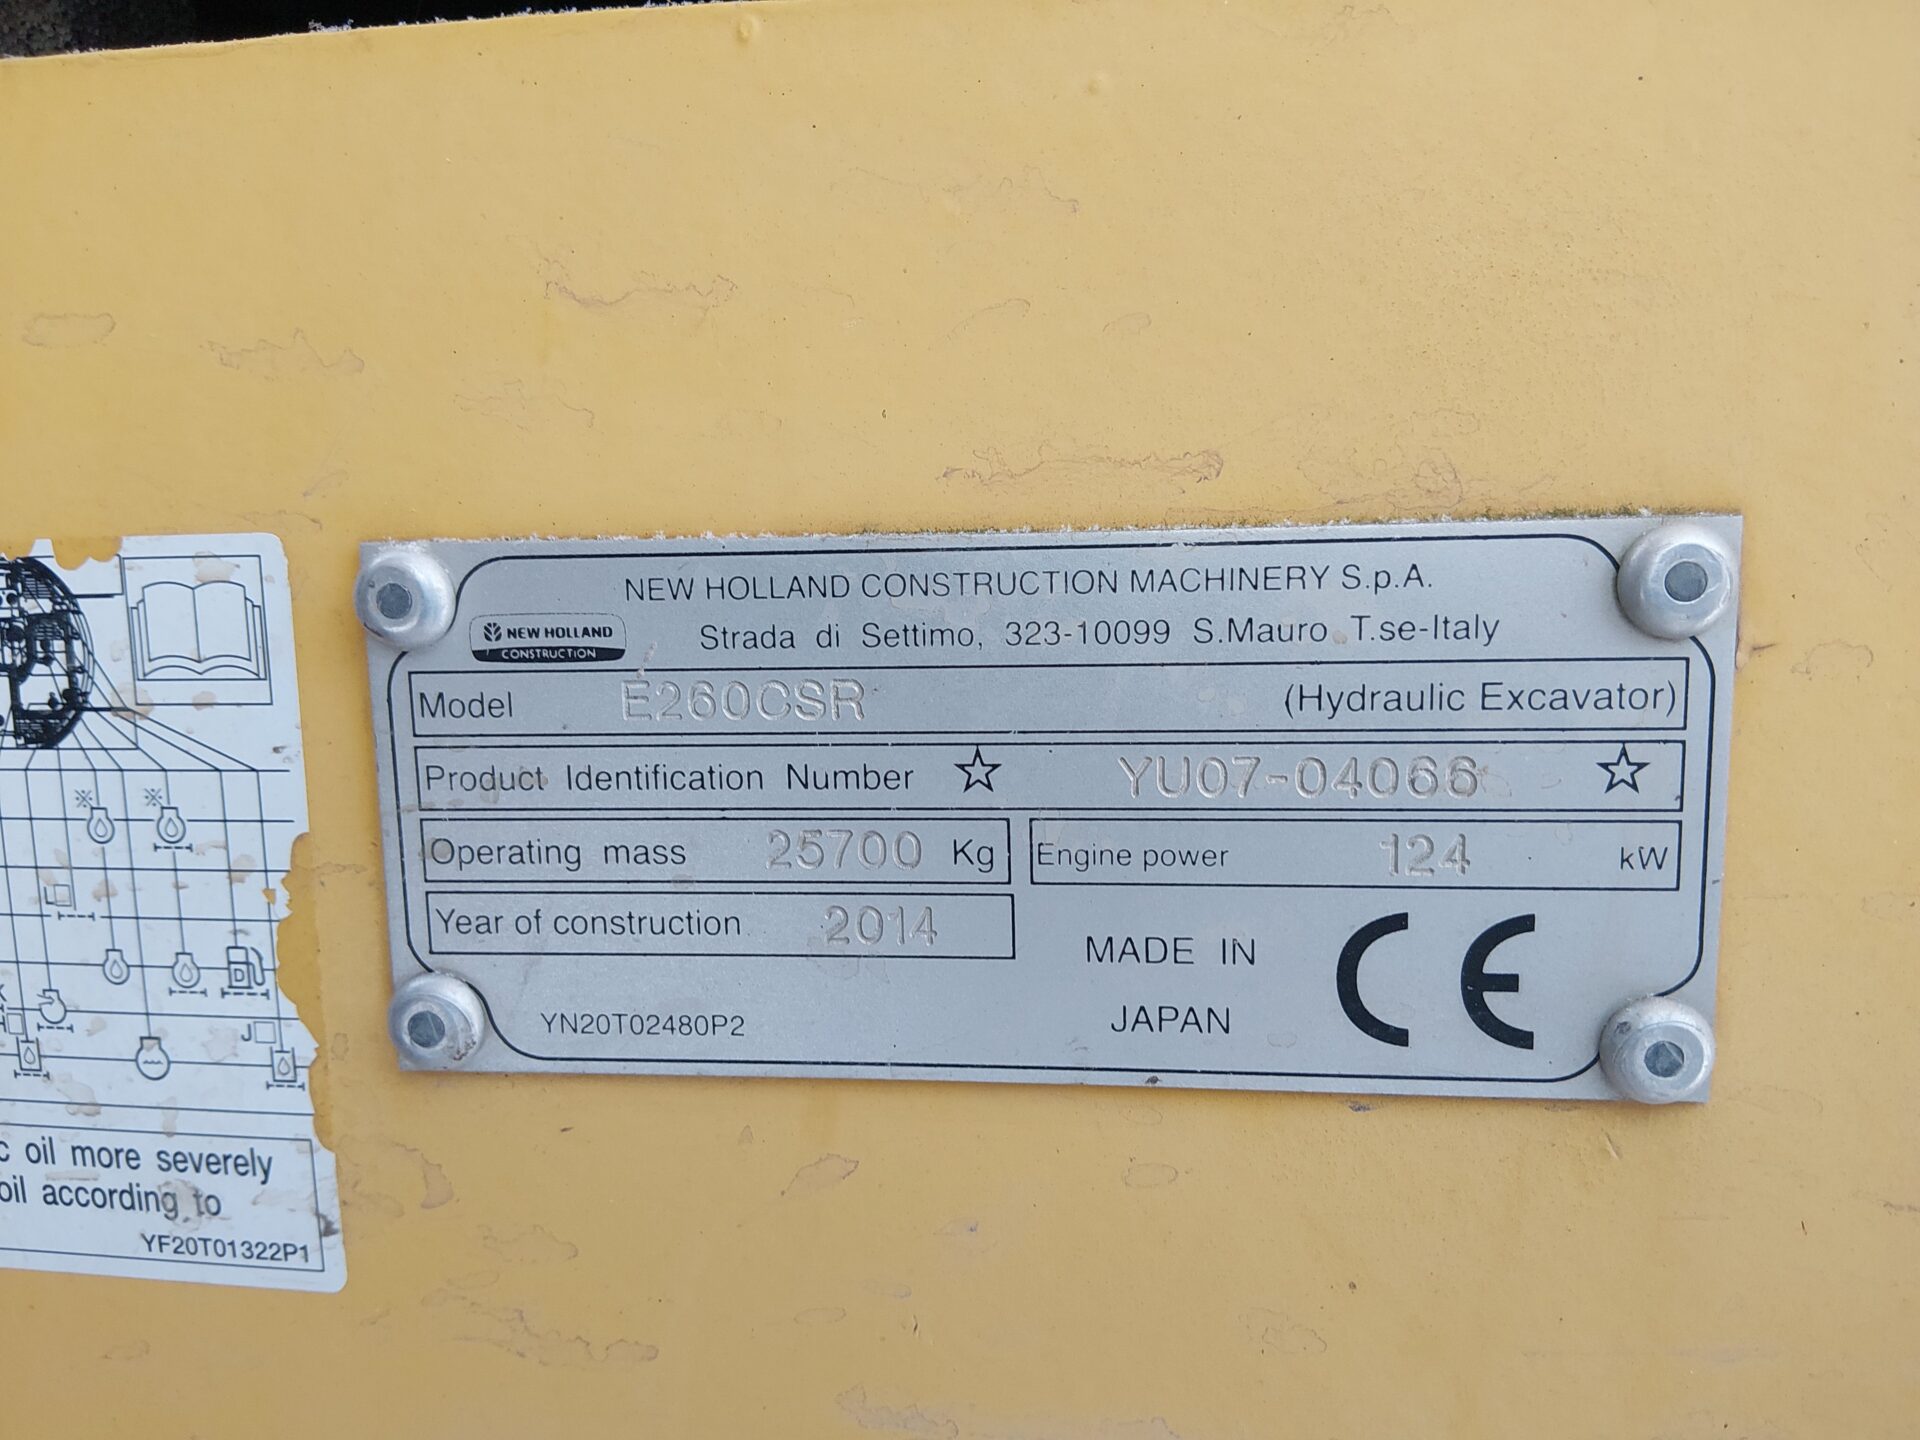 NEW HOLLAND CONSTRUCTION MACHINERY S.p.A.
NEW HOLLAND
CONSTRUCTION
Strada di Settimo, 323-10099 S.Mauro T.se-Italy
Model E260CSR (Hydraulic Excavator)
Product Identification Number ☆ YU07-04066 ☆
Operating mass 25700 Kg
Engine power 124 kW
Year of construction 2014
MADE IN
JAPAN
CE
YN20T02480P2
※ ※
L
D
J
c oil more severely
oil according to
YF20T01322P1